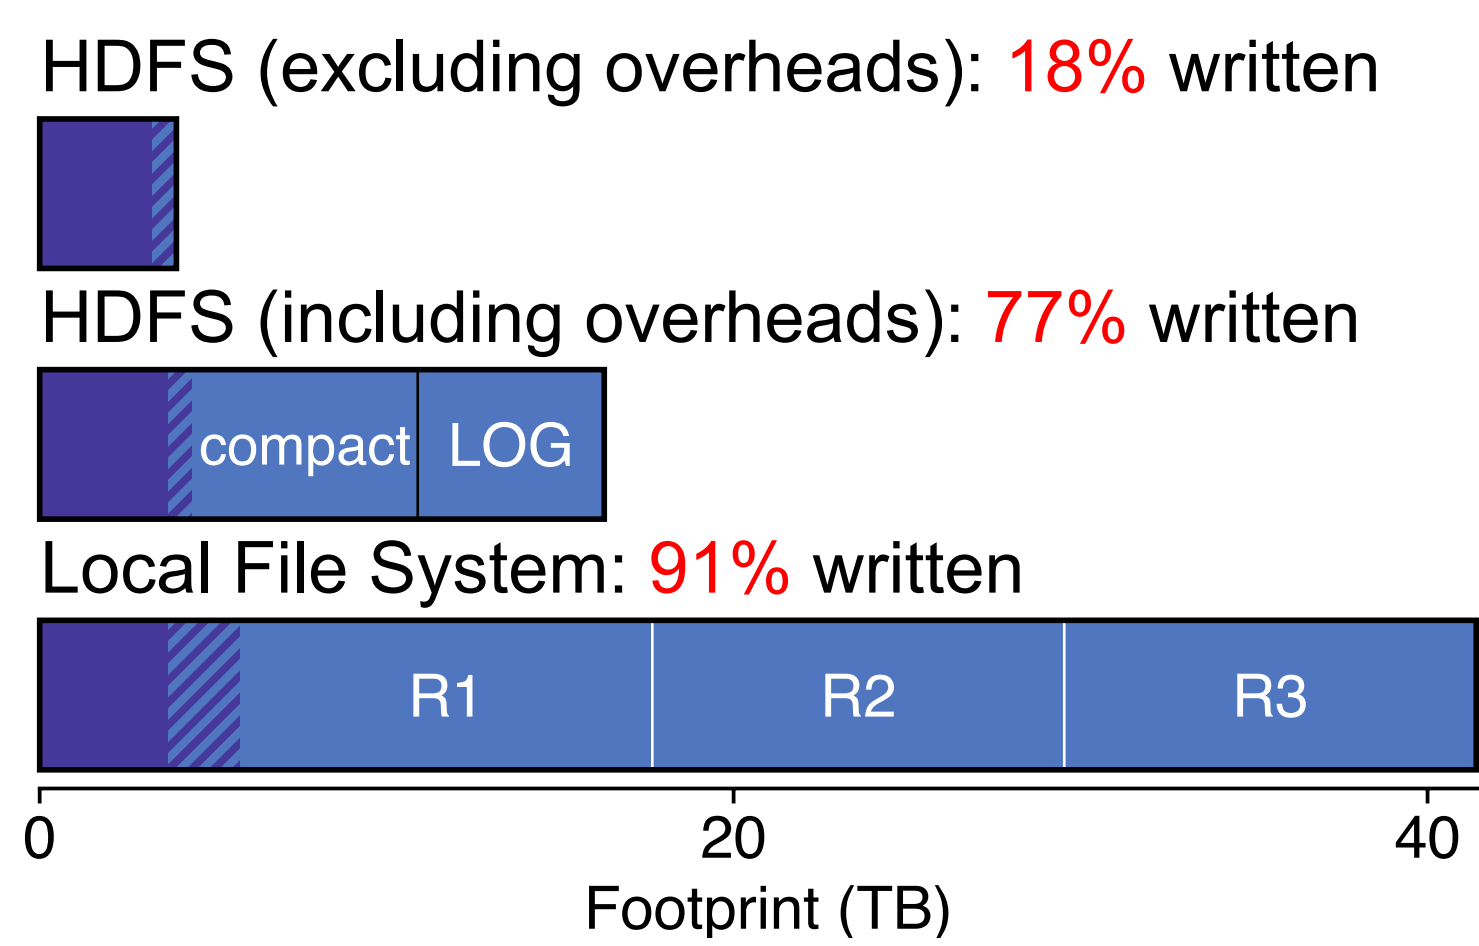 HDFS (excluding overheads): 18% written
HDFS (including overheads): 77% written
compact LOG
Local File System: 91% written
R1 R2 R3
0 20 40
Footprint (TB)